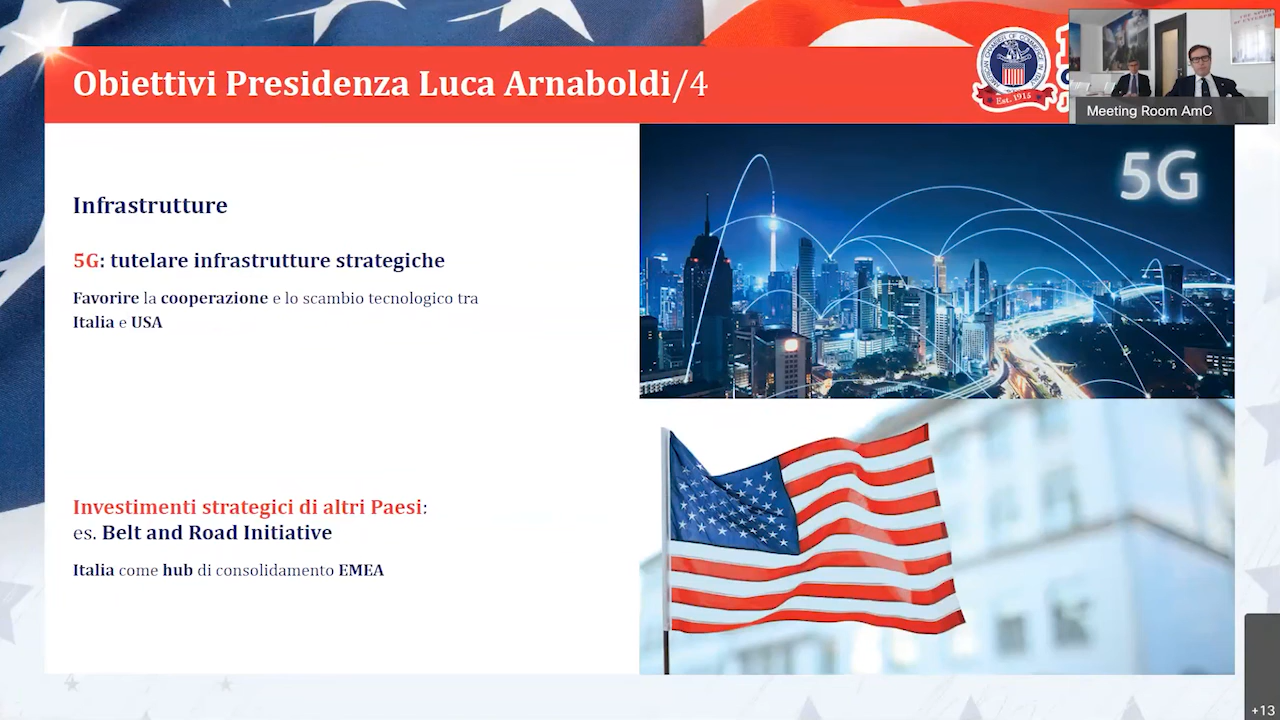 Obiettivi Presidenza Luca Arnaboldi/4
Meeting Room AmC
Est. 1915
5G
Infrastrutture
5G: tutelare infrastrutture strategiche
Favorire la cooperazione e lo scambio tecnologico tra
Italia e USA
Investimenti strategici di altri Paesi:
es. Belt and Road Initiative
Italia come hub di consolidamento EMEA
+13